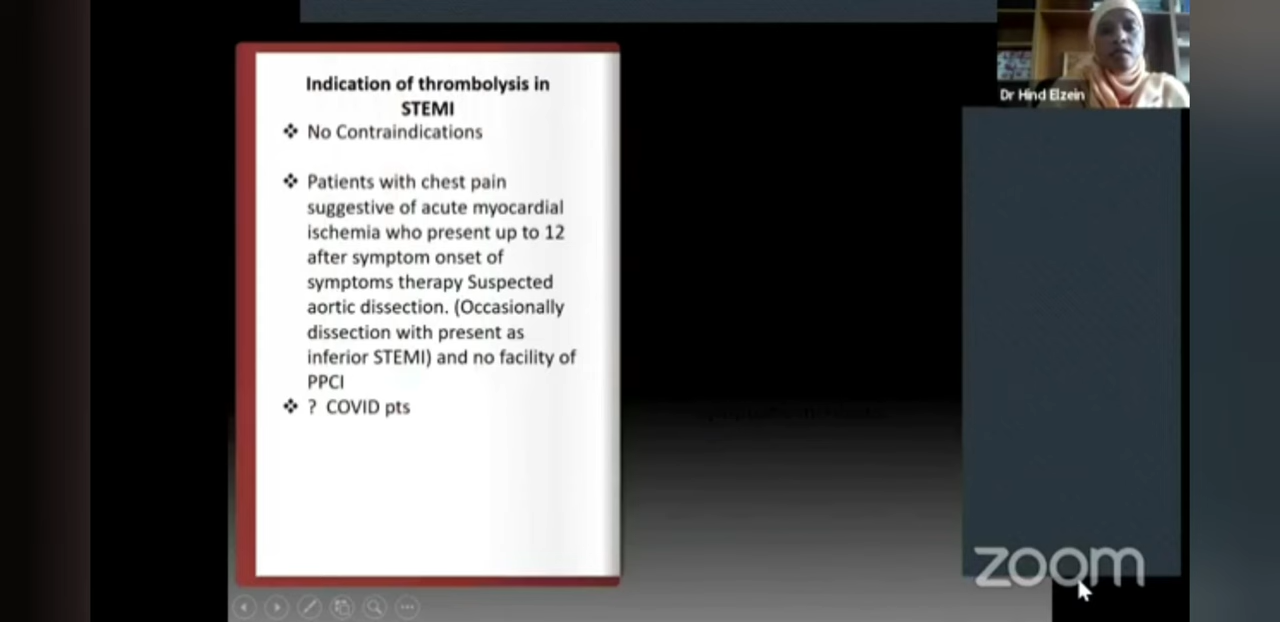 Dr Hind Elzein
Indication of thrombolysis in
STEMI
❖ No Contraindications
❖ Patients with chest pain
suggestive of acute myocardial
ischemia who present up to 12
after symptom onset of
symptoms therapy Suspected
aortic dissection. (Occasionally
dissection with present as
inferior STEMI) and no facility of
PPCI
❖ ? COVID pts
zoom